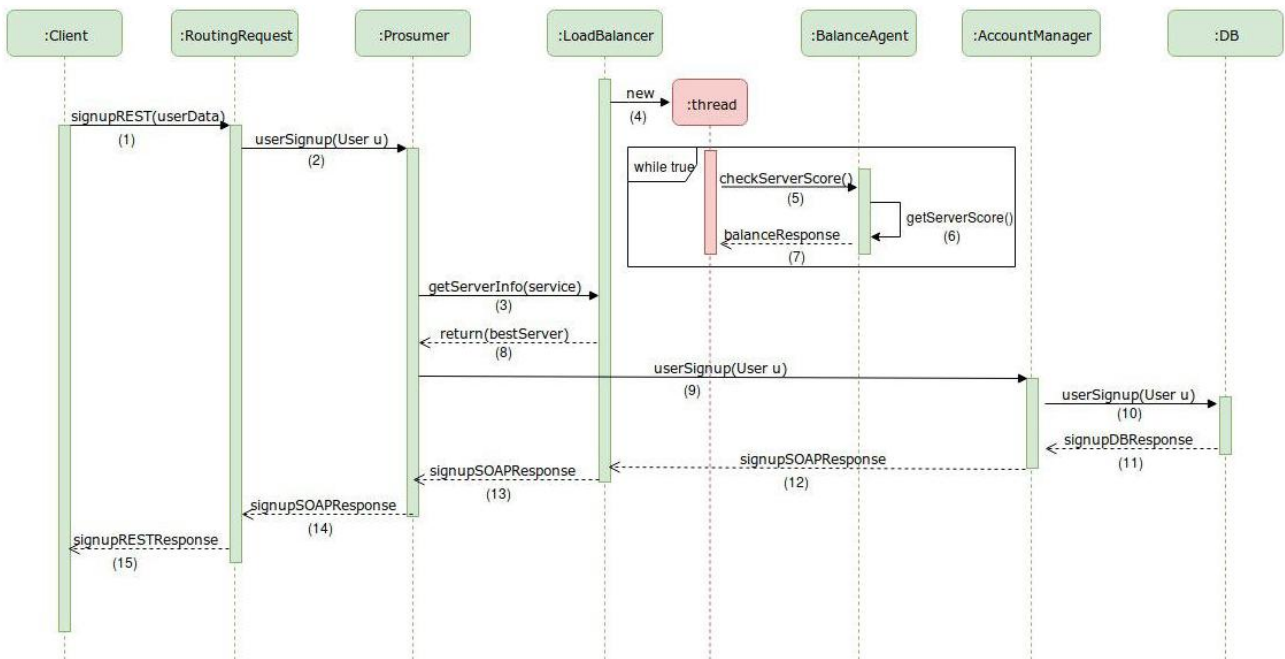 :Client
:RoutingRequest
:Prosumer
:LoadBalancer
:BalanceAgent
:AccountManager
:DB
new
(4)
:thread
signupREST(userData)
(1)
userSignup(User u)
(2)
while true
checkServerScore()
(5)
getServerScore()
(6)
balanceResponse
(7)
getServerInfo(service)
(3)
return(bestServer)
(8)
userSignup(User u)
(9)
userSignup(User u)
(10)
signupDBResponse
(11)
signupSOAPResponse
(12)
signupSOAPResponse
(13)
signupSOAPResponse
(14)
signupRESTResponse
(15)